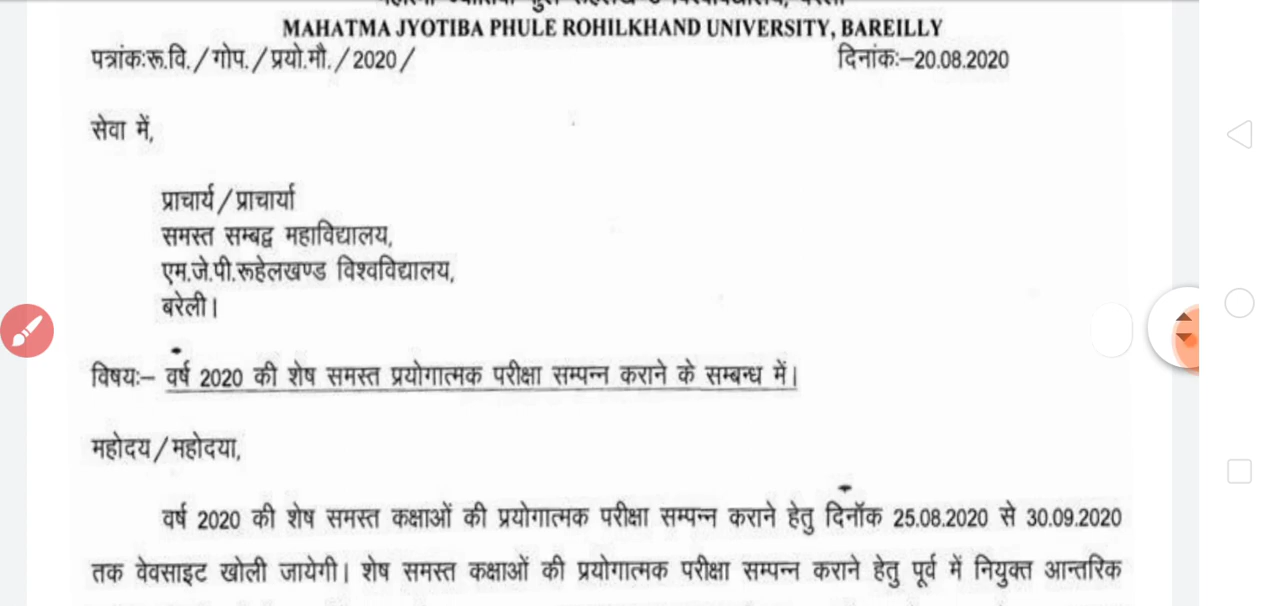 MAHATMA JYOTIBA PHULE ROHILKHAND UNIVERSITY, BAREILLY
पत्रांक:रू.वि./गोप./प्रयो.मौ./2020/ दिनांक:–20.08.2020
सेवा में,
प्राचार्य/प्राचार्या
समस्त सम्बद्व महाविद्यालय,
एम.जे.पी.रूहेलखण्ड विश्वविद्यालय,
बरेली।
विषय:– वर्ष 2020 की शेष समस्त प्रयोगात्मक परीक्षा सम्पन्न कराने के सम्बन्ध में।
महोदय/महोदया,
वर्ष 2020 की शेष समस्त कक्षाओं की प्रयोगात्मक परीक्षा सम्पन्न कराने हेतु दिनॉक 25.08.2020 से 30.09.2020
तक वेवसाइट खोली जायेगी। शेष समस्त कक्षाओं की प्रयोगात्मक परीक्षा सम्पन्न कराने हेतु पूर्व में नियुक्त आन्तरिक